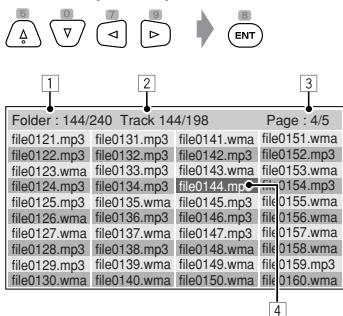 5 0 7 9 8
ENT
1 2 3
Folder : 144/240 Track 144/198 Page : 4/5
file0121.mp3 file0131.mp3 file0141.wma file0151.wma
file0122.mp3 file0132.mp3 file0142.mp3 file0152.mp3
file0123.wma file0133.mp3 file0143.wma file0153.wma
file0124.mp3 file0134.mp3 file0144.mp3 file0154.mp3
file0125.mp3 file0135.wma file0145.mp3 file0155.wma
file0126.wma file0136.mp3 file0146.mp3 file0156.wma
file0127.wma file0137.mp3 file0147.mp3 file0157.wma
file0128.mp3 file0138.mp3 file0148.wma file0158.wma
file0129.mp3 file0139.wma file0149.wma file0159.mp3
file0130.wma file0140.wma file0150.wma file0160.wma
4